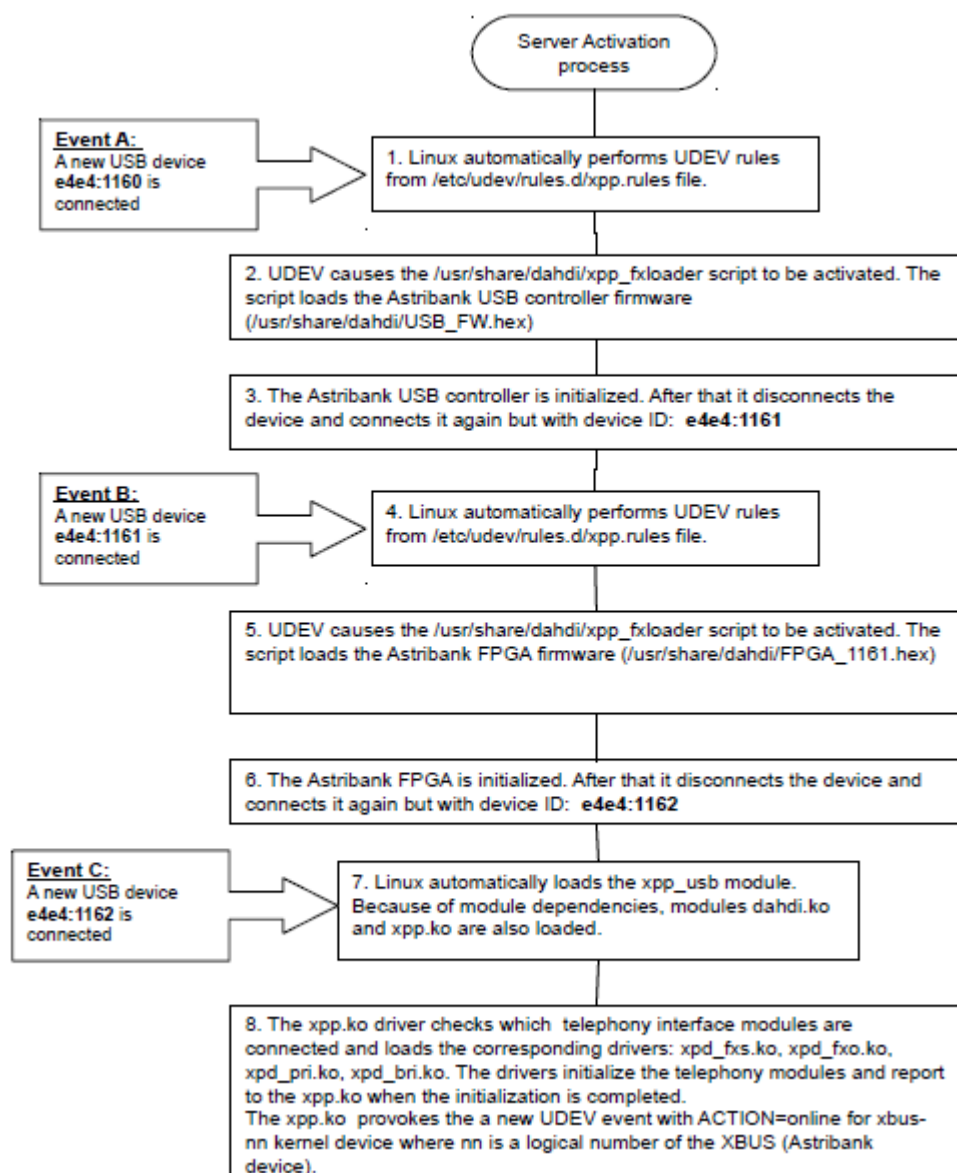 Server Activation
process
Event A:
A new USB device
e4e4:1160 is
connected
1. Linux automatically performs UDEV rules
from /etc/udev/rules.d/xpp.rules file.
2. UDEV causes the /usr/share/dahdi/xpp_fxloader script to be activated. The
script loads the Astribank USB controller firmware
(/usr/share/dahdi/USB_FW.hex)
3. The Astribank USB controller is initialized. After that it disconnects the
device and connects it again but with device ID: e4e4:1161
Event B:
A new USB device
e4e4:1161 is
connected
4. Linux automatically performs UDEV rules
from /etc/udev/rules.d/xpp.rules file.
5. UDEV causes the /usr/share/dahdi/xpp_fxloader script to be activated. The
script loads the Astribank FPGA firmware (/usr/share/dahdi/FPGA_1161.hex)
6. The Astribank FPGA is initialized. After that it disconnects the device and
connects it again but with device ID: e4e4:1162
Event C:
A new USB device
e4e4:1162 is
connected
7. Linux automatically loads the xpp_usb module.
Because of module dependencies, modules dahdi.ko
and xpp.ko are also loaded.
8. The xpp.ko driver checks which telephony interface modules are
connected and loads the corresponding drivers: xpd_fxs.ko, xpd_fxo.ko,
xpd_pri.ko, xpd_bri.ko. The drivers initialize the telephony modules and report
to the xpp.ko when the initialization is completed.
The xpp.ko provokes the a new UDEV event with ACTION=online for xbus-
nn kernel device where nn is a logical number of the XBUS (Astribank
device).